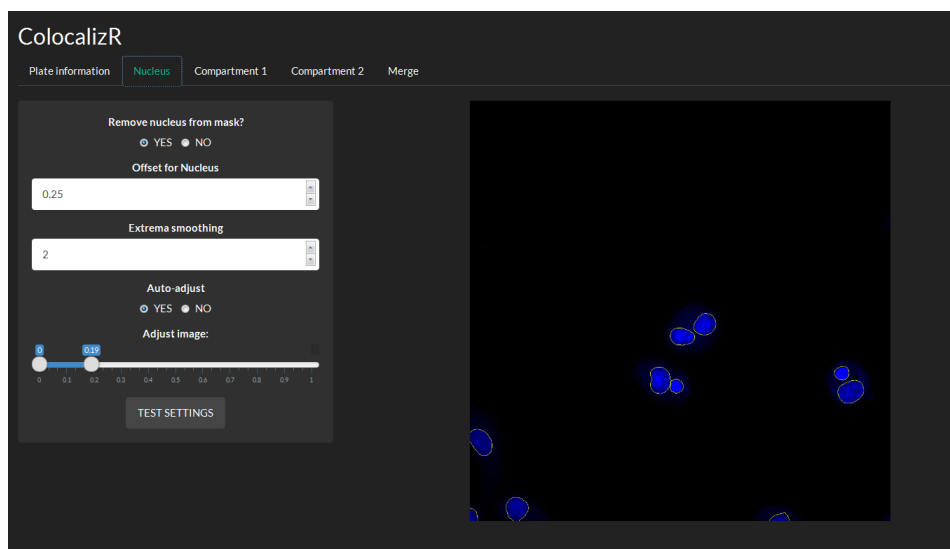 ColocalizR
Plate information Nucleus Compartment 1 Compartment 2 Merge
Remove nucleus from mask?
YES NO
Offset for Nucleus
0.25
Extrema smoothing
2
Auto-adjust
YES NO
Adjust image:
0 0.19
0 0.1 0.2 0.3 0.4 0.5 0.6 0.7 0.8 0.9 1
TEST SETTINGS